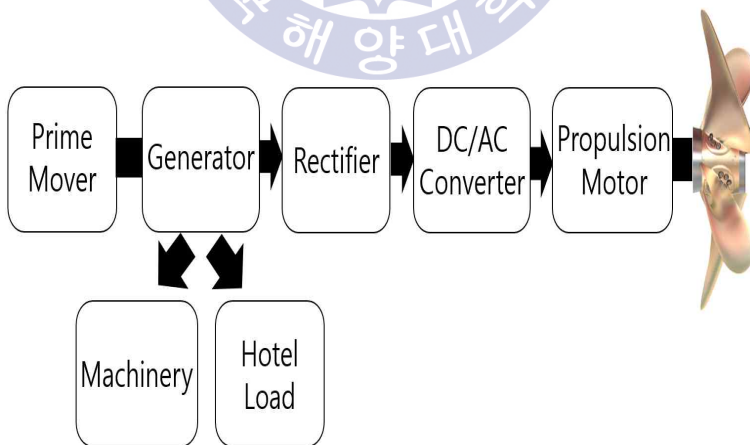 해양대
Prime
Mover
Generator
Rectifier
DC/AC
Converter
Propulsion
Motor
Machinery
Hotel
Load